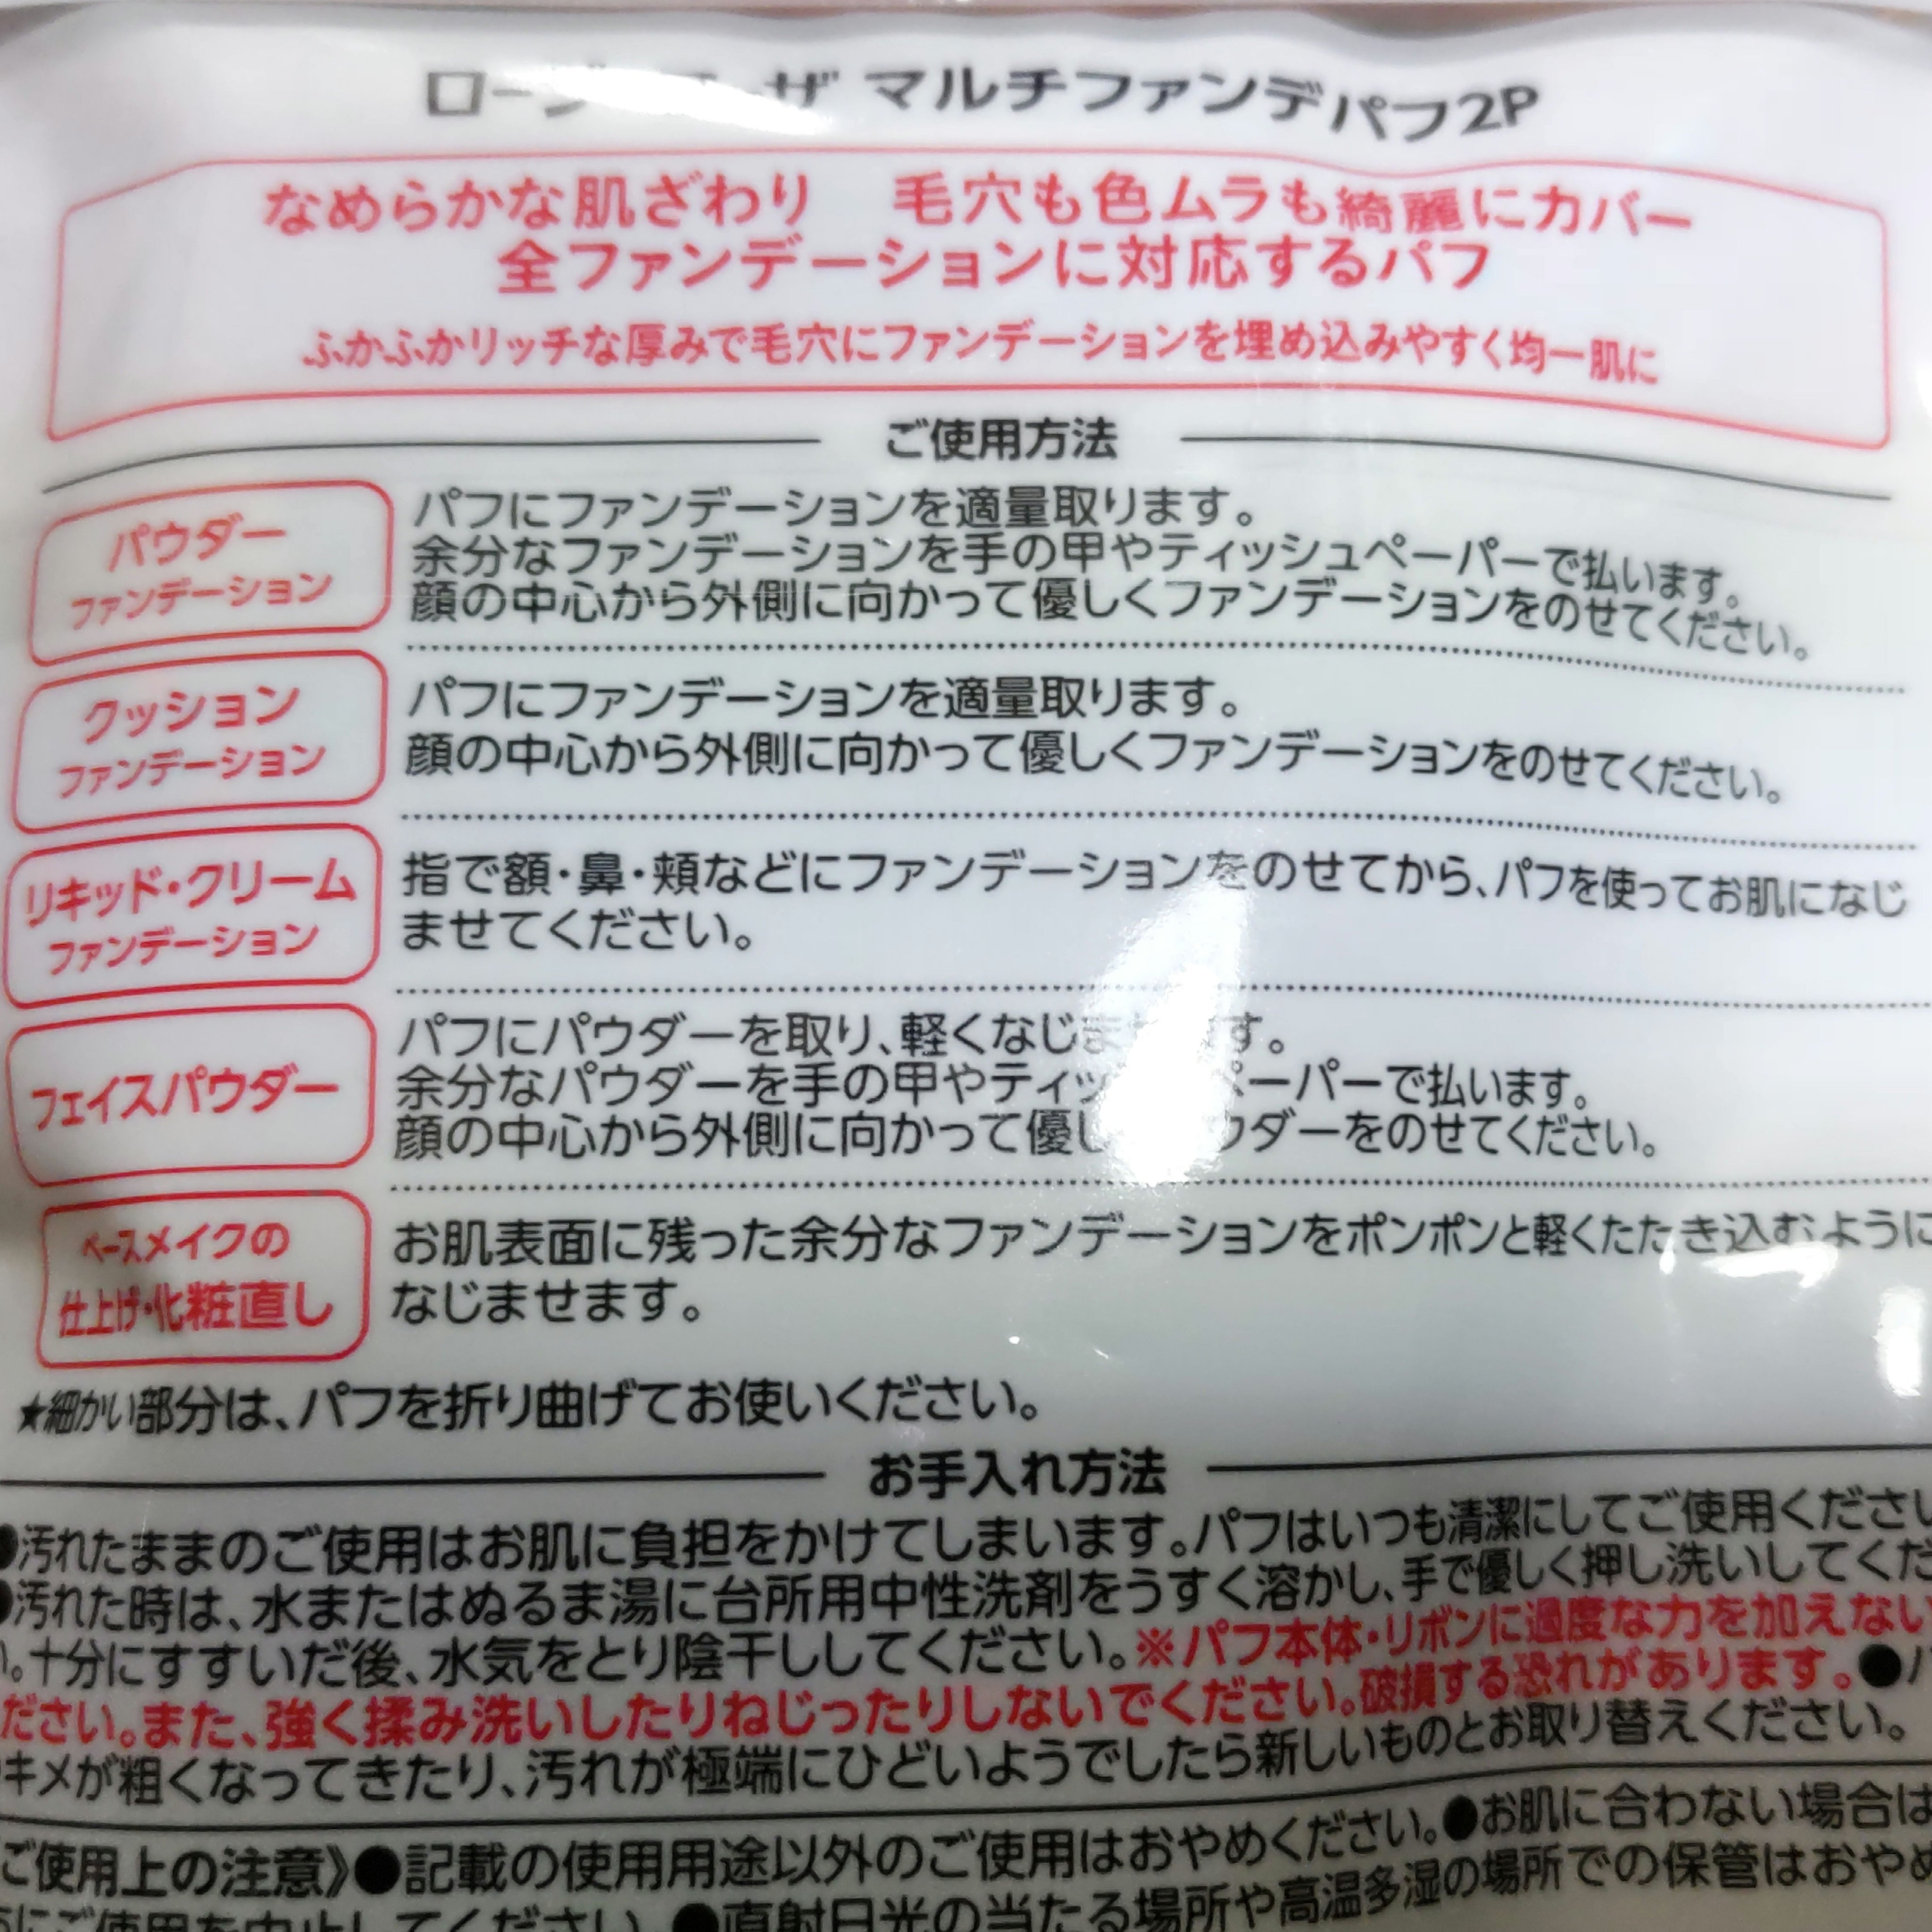 マルチファンデパフ2P
なめらかな肌ざわり 毛穴も色ムラも綺麗にカバー
全ファンデーションに対応するパフ
ふかふかリッチな厚みで毛穴にファンデーションを埋め込みやすく均一肌に
ご使用方法
パウダー
ファンデーション
パフにファンデーションを適量取ります。
余分なファンデーションを手の甲やティッシュペーパーで払います。
顔の中心から外側に向かって優しくファンデーションをのせてください。
クッション
ファンデーション
パフにファンデーションを適量取ります。
顔の中心から外側に向かって優しくファンデーションをのせてください。
リキッド・クリーム
ファンデーション
指で額・鼻・頬などにファンデーションをのせてから、パフを使ってお肌になじ
ませてください。
フェイスパウダー
パフにパウダーを取り、軽くなじ す。
余分なパウダーを手の甲やティッ ペーパーで払います。
顔の中心から外側に向かって優し ウダーをのせてください。
ベースメイクの
仕上げ・化粧直し
お肌表面に残った余分なファンデーションをポンポンと軽くたたき込むように
なじませます。
★細かい部分は、パフを折り曲げてお使いください。
お手入れ方法
●汚れたままのご使用はお肌に負担をかけてしまいます。パフはいつも清潔にしてご使用くださ
●汚れた時は、水またはぬるま湯に台所用中性洗剤をうすく溶かし、手で優しく押し洗いしてくだ
。十分にすすいだ後、水気をとり陰干ししてください。※パフ本体・リボンに過度な力を加えない
ださい。また、強く揉み洗いしたりねじったりしないでください。破損する恐れがあります。●
キメが粗くなってきたり、汚れが極端にひどいようでしたら新しいものとお取り替えください。
ご使用上の注意》●記載の使用用途以外のご使用はおやめください。●お肌に合わない場合は
にご使用を中止してください。●直射日光の当たる場所や高温多湿の場所での保管はおやめ